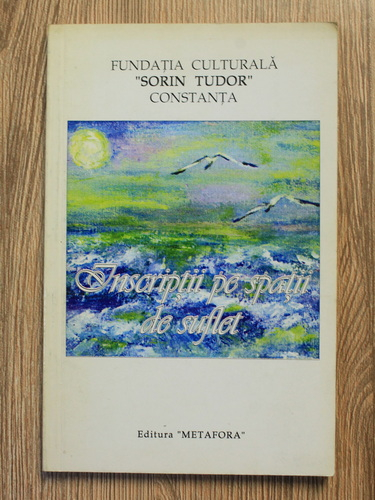 FUNDAȚIA CULTURALĂ
"SORIN TUDOR"
CONSTANȚA
Inscripții pe spații
de suflet
Editura "METAFORA"